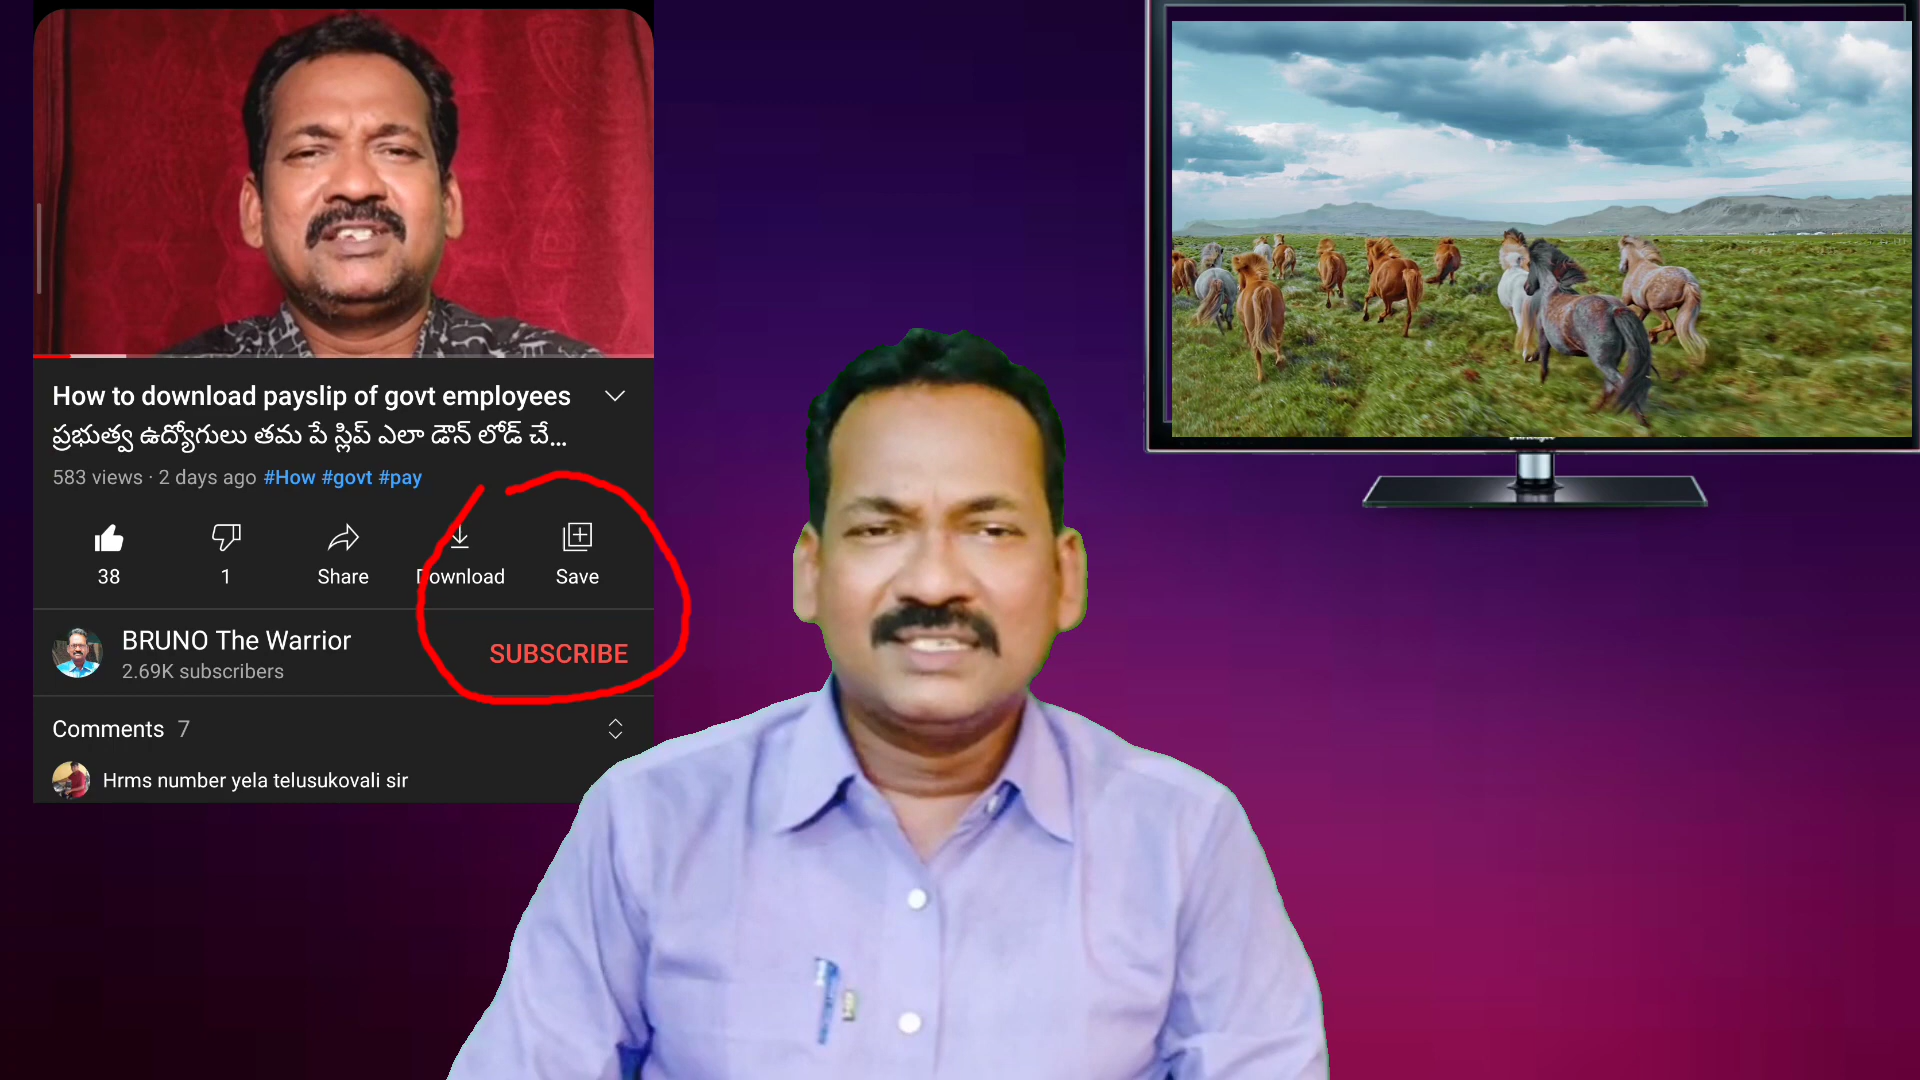 How to download payslip of govt employees
ప్రభుత్వ ఉద్యోగులు తమ పే స్లిప్ ఎలా డౌన్ లోడ్ చే...
583 views · 2 days ago #How #govt #pay
38 1 Share Download Save
BRUNO The Warrior
2.69K subscribers
SUBSCRIBE
Comments 7
Hrms number yela telusukovali sir